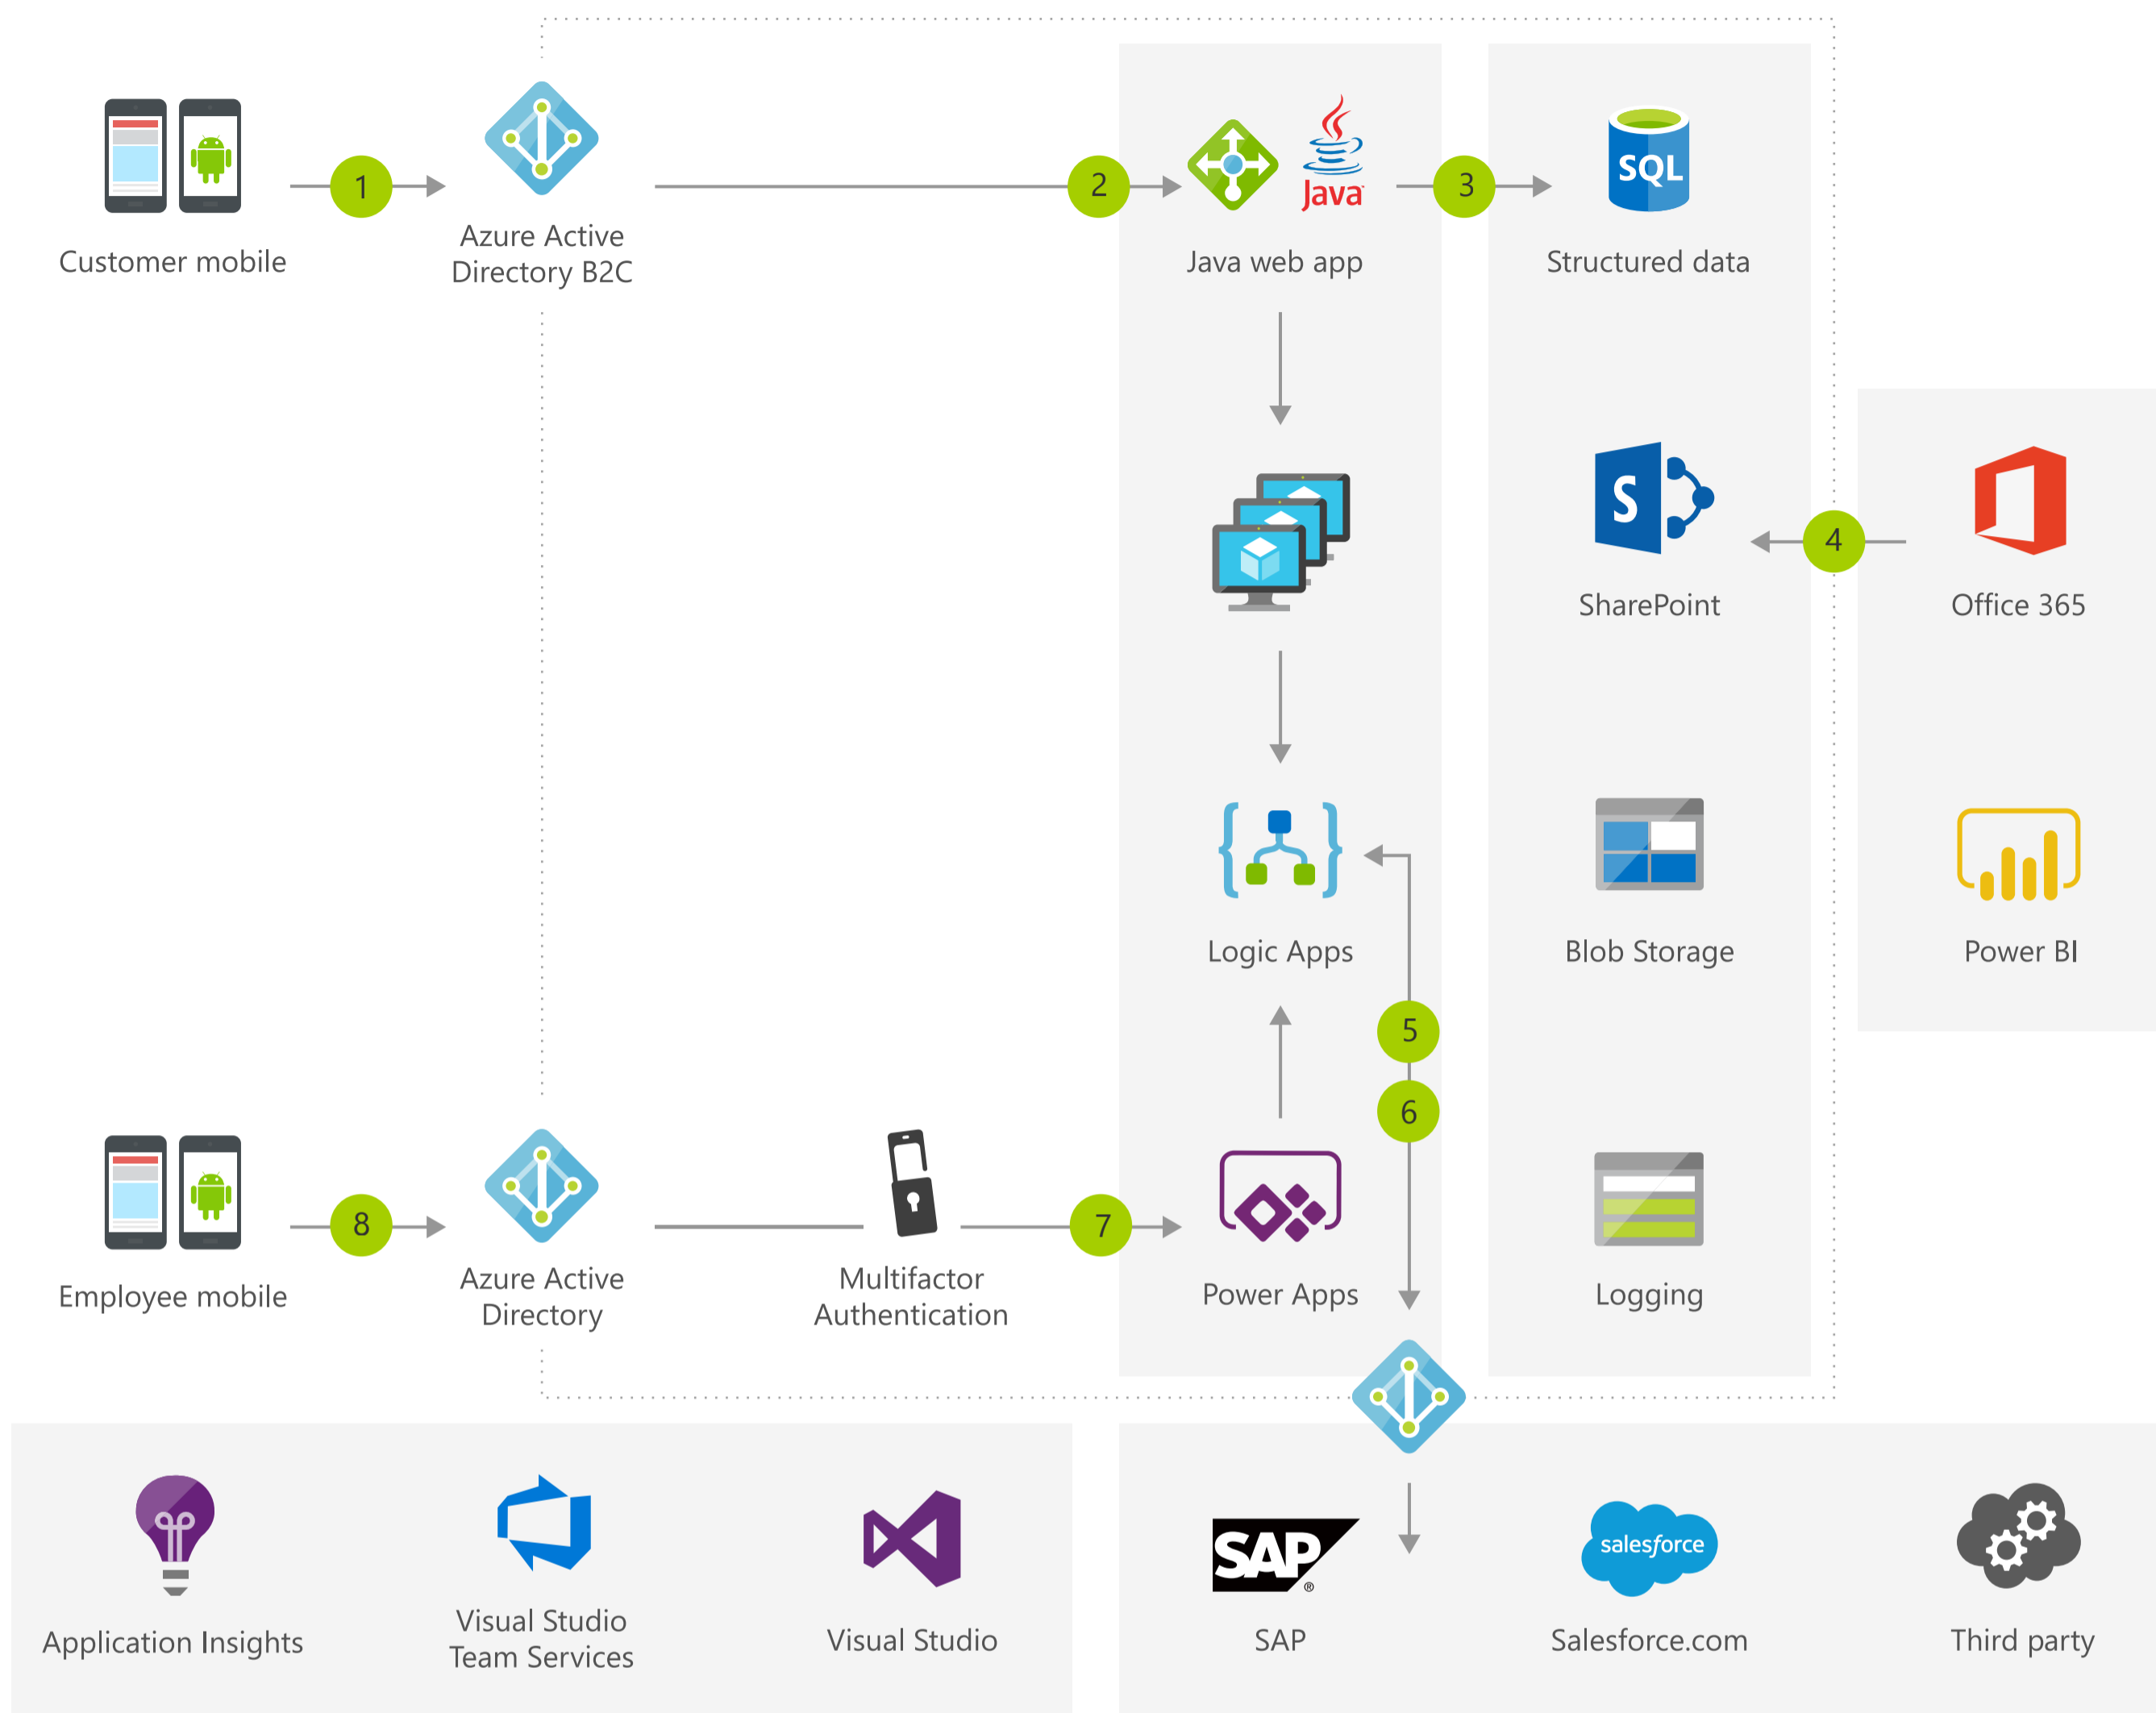 1
2
Java
3
SQL
Customer mobile
Azure Active
Directory B2C
Java web app
Structured data
S
4
SharePoint
Office 365
Logic Apps
Blob Storage
Power BI
5
6
8
7
Employee mobile
Azure Active
Directory
Multifactor
Authentication
Power Apps
Logging
SAP®
salesforce
Application Insights
Visual Studio
Team Services
Visual Studio
SAP
Salesforce.com
Third party